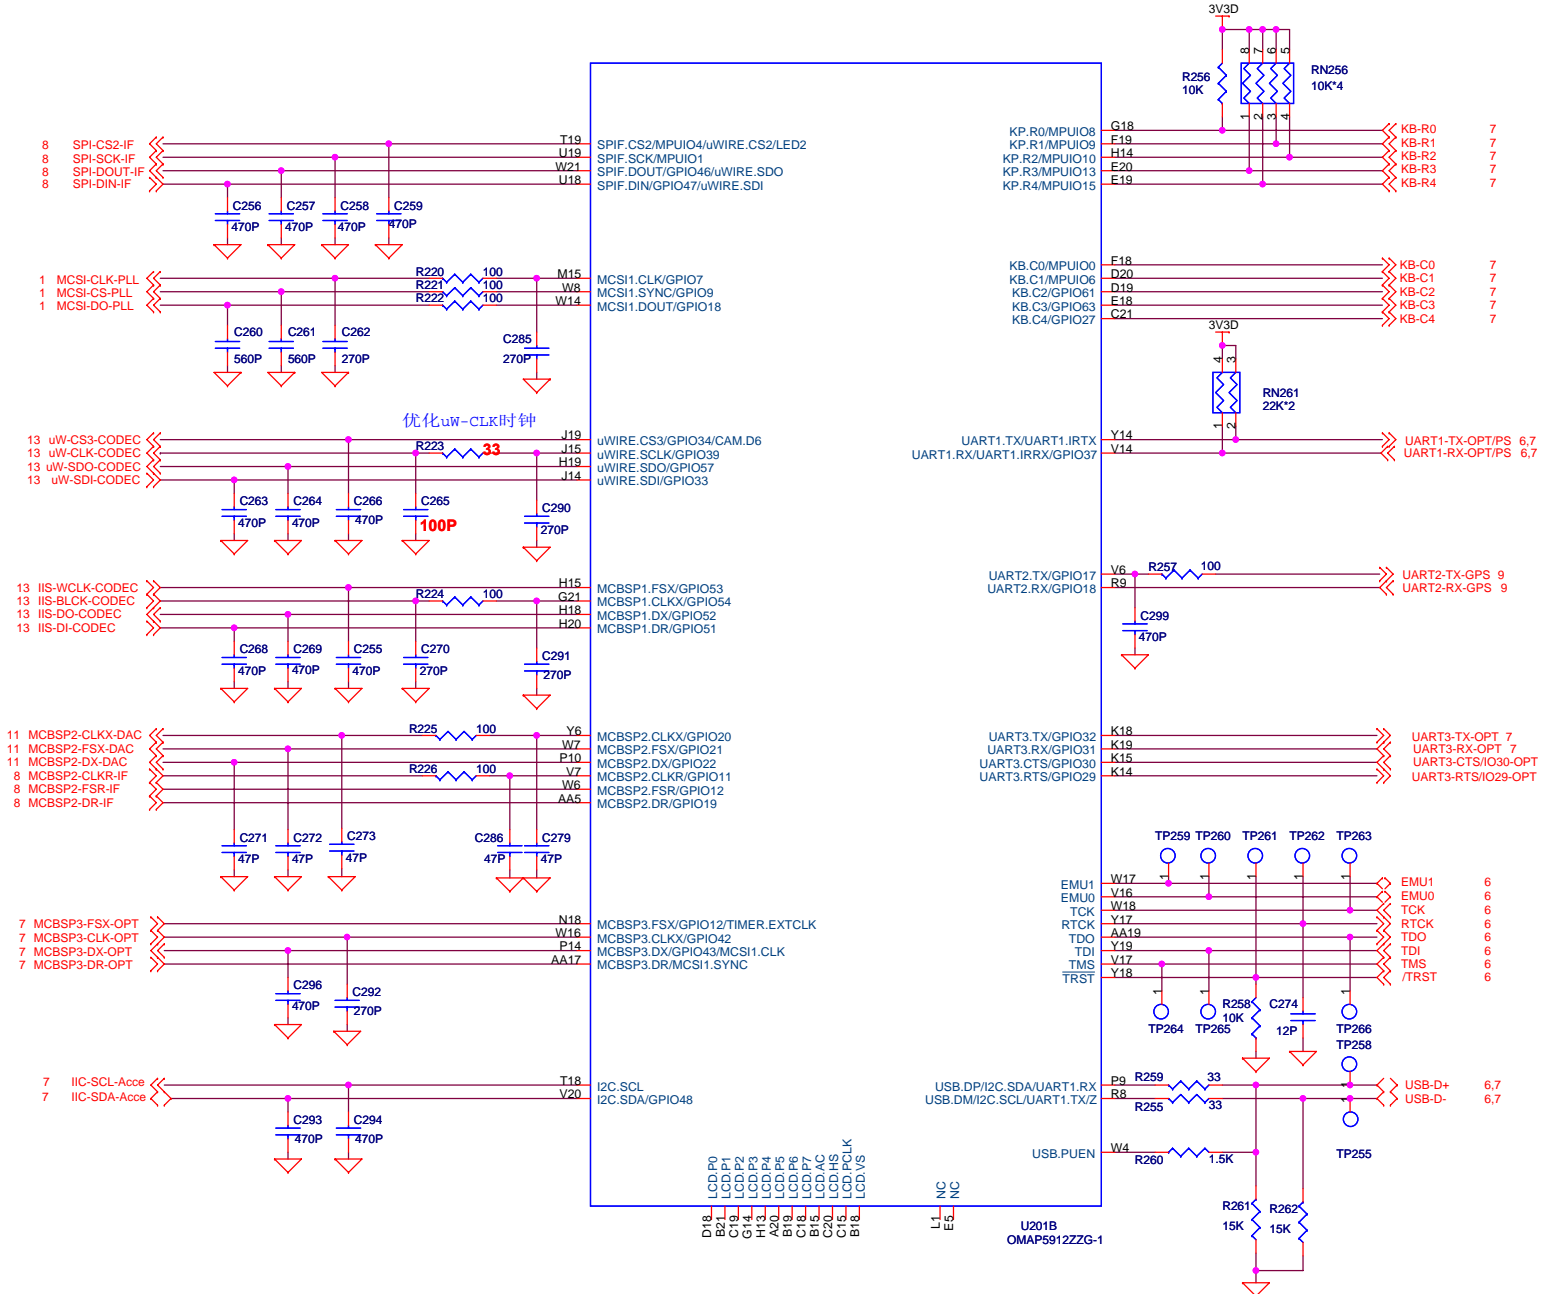 3V3D
R256
10K
8
7
6
5
RN256
10K*4
1
2
3
4
8 SPI-CS2-IF
8 SPI-SCK-IF
8 SPI-DOUT-IF
8 SPI-DIN-IF
T19 SPIF.CS2/MPUIO4/uWIRE.CS2/LED2
U19 SPIF.SCK/MPUIO1
W21 SPIF.DOUT/GPIO46/uWIRE.SDO
U18 SPIF.DIN/GPIO47/uWIRE.SDI
KP.R0/MPUIO8 G18 KB-R0 7
KP.R1/MPUIO9 F19 KB-R1 7
KP.R2/MPUIO10 H14 KB-R2 7
KP.R3/MPUIO13 E20 KB-R3 7
KP.R4/MPUIO15 E19 KB-R4 7
C256 470P
C257 470P
C258 470P
C259 470P
1 MCSI-CLK-PLL R220 100 M15 MCSI1.CLK/GPIO7
1 MCSI-CS-PLL R221 100 W8 MCSI1.SYNC/GPIO9
1 MCSI-DO-PLL R222 100 W14 MCSI1.DOUT/GPIO18
KB.C0/MPUIO0 F18 KB-C0 7
KB.C1/MPUIO6 D20 KB-C1 7
KB.C2/GPIO61 D19 KB-C2 7
KB.C3/GPIO63 E18 KB-C3 7
KB.C4/GPIO27 C21 KB-C4 7
C260 560P
C261 560P
C262 270P
C285 270P
3V3D
4
3
RN261
22K*2
1
2
优化uW-CLK时钟
13 uW-CS3-CODEC J19 uWIRE.CS3/GPIO34/CAM.D6
13 uW-CLK-CODEC R223 33 J15 uWIRE.SCLK/GPIO39
13 uW-SDO-CODEC H19 uWIRE.SDO/GPIO57
13 uW-SDI-CODEC J14 uWIRE.SDI/GPIO33
UART1.TX/UART1.IRTX Y14 UART1-TX-OPT/PS 6,7
UART1.RX/UART1.IRRX/GPIO37 V14 UART1-RX-OPT/PS 6,7
C263 470P
C264 470P
C266 470P
C265 100P
C290 270P
13 IIS-WCLK-CODEC H15 MCBSP1.FSX/GPIO53
13 IIS-BLCK-CODEC R224 100 G21 MCBSP1.CLKX/GPIO54
13 IIS-DO-CODEC H18 MCBSP1.DX/GPIO52
13 IIS-DI-CODEC H20 MCBSP1.DR/GPIO51
UART2.TX/GPIO17 V6 R257 100 UART2-TX-GPS 9
UART2.RX/GPIO18 R9 UART2-RX-GPS 9
C299 470P
C268 470P
C269 470P
C255 470P
C270 270P
C291 270P
11 MCBSP2-CLKX-DAC R225 100 Y6 MCBSP2.CLKX/GPIO20
11 MCBSP2-FSX-DAC W7 MCBSP2.FSX/GPIO21
11 MCBSP2-DX-DAC P10 MCBSP2.DX/GPIO22
8 MCBSP2-CLKR-IF R226 100 V7 MCBSP2.CLKR/GPIO11
8 MCBSP2-FSR-IF W6 MCBSP2.FSR/GPIO12
8 MCBSP2-DR-IF AA5 MCBSP2.DR/GPIO19
UART3.TX/GPIO32 K18 UART3-TX-OPT 7
UART3.RX/GPIO31 K19 UART3-RX-OPT 7
UART3.CTS/GPIO30 K15 UART3-CTS/IO30-OPT
UART3.RTS/GPIO29 K14 UART3-RTS/IO29-OPT
C271 47P
C272 47P
C273 47P
C286 47P
C279 47P
TP259 TP260 TP261 TP262 TP263
1 1 1 1 1
EMU1 W17 EMU1 6
EMU0 V16 EMU0 6
TCK W18 TCK 6
RTCK Y17 RTCK 6
TDO AA19 TDO 6
TDI Y19 TDI 6
TMS V17 TMS 6
TRST Y18 /TRST 6
7 MCBSP3-FSX-OPT N18 MCBSP3.FSX/GPIO12/TIMER.EXTCLK
7 MCBSP3-CLK-OPT W16 MCBSP3.CLKX/GPIO42
7 MCBSP3-DX-OPT P14 MCBSP3.DX/GPIO43/MCSI1.CLK
7 MCBSP3-DR-OPT AA17 MCBSP3.DR/MCSI1.SYNC
C296 470P
C292 270P
1 1 1
TP264 TP265
R258 10K
C274 12P
TP266
TP258
7 IIC-SCL-Acce T18 I2C.SCL
7 IIC-SDA-Acce V20 I2C.SDA/GPIO48
USB.DP/I2C.SDA/UART1.RX P9 R259 33 1 USB-D+ 6,7
USB.DM/I2C.SCL/UART1.TX/Z R8 R255 33 1 USB-D- 6,7
C293 470P
C294 470P
USB.PUEN W4 R260 1.5K
TP255
R261 15K
R262 15K
LCD.P0 LCD.P1 LCD.P2 LCD.P3 LCD.P4 LCD.P5 LCD.P6 LCD.P7 LCD.AC LCD.HS LCD.PCLK LCD.VS NC NC
D18 B21 C19 G14 H13 A20 B19 C18 B15 C20 C15 B18 L1 E5
U201B
OMAP5912ZZG-1